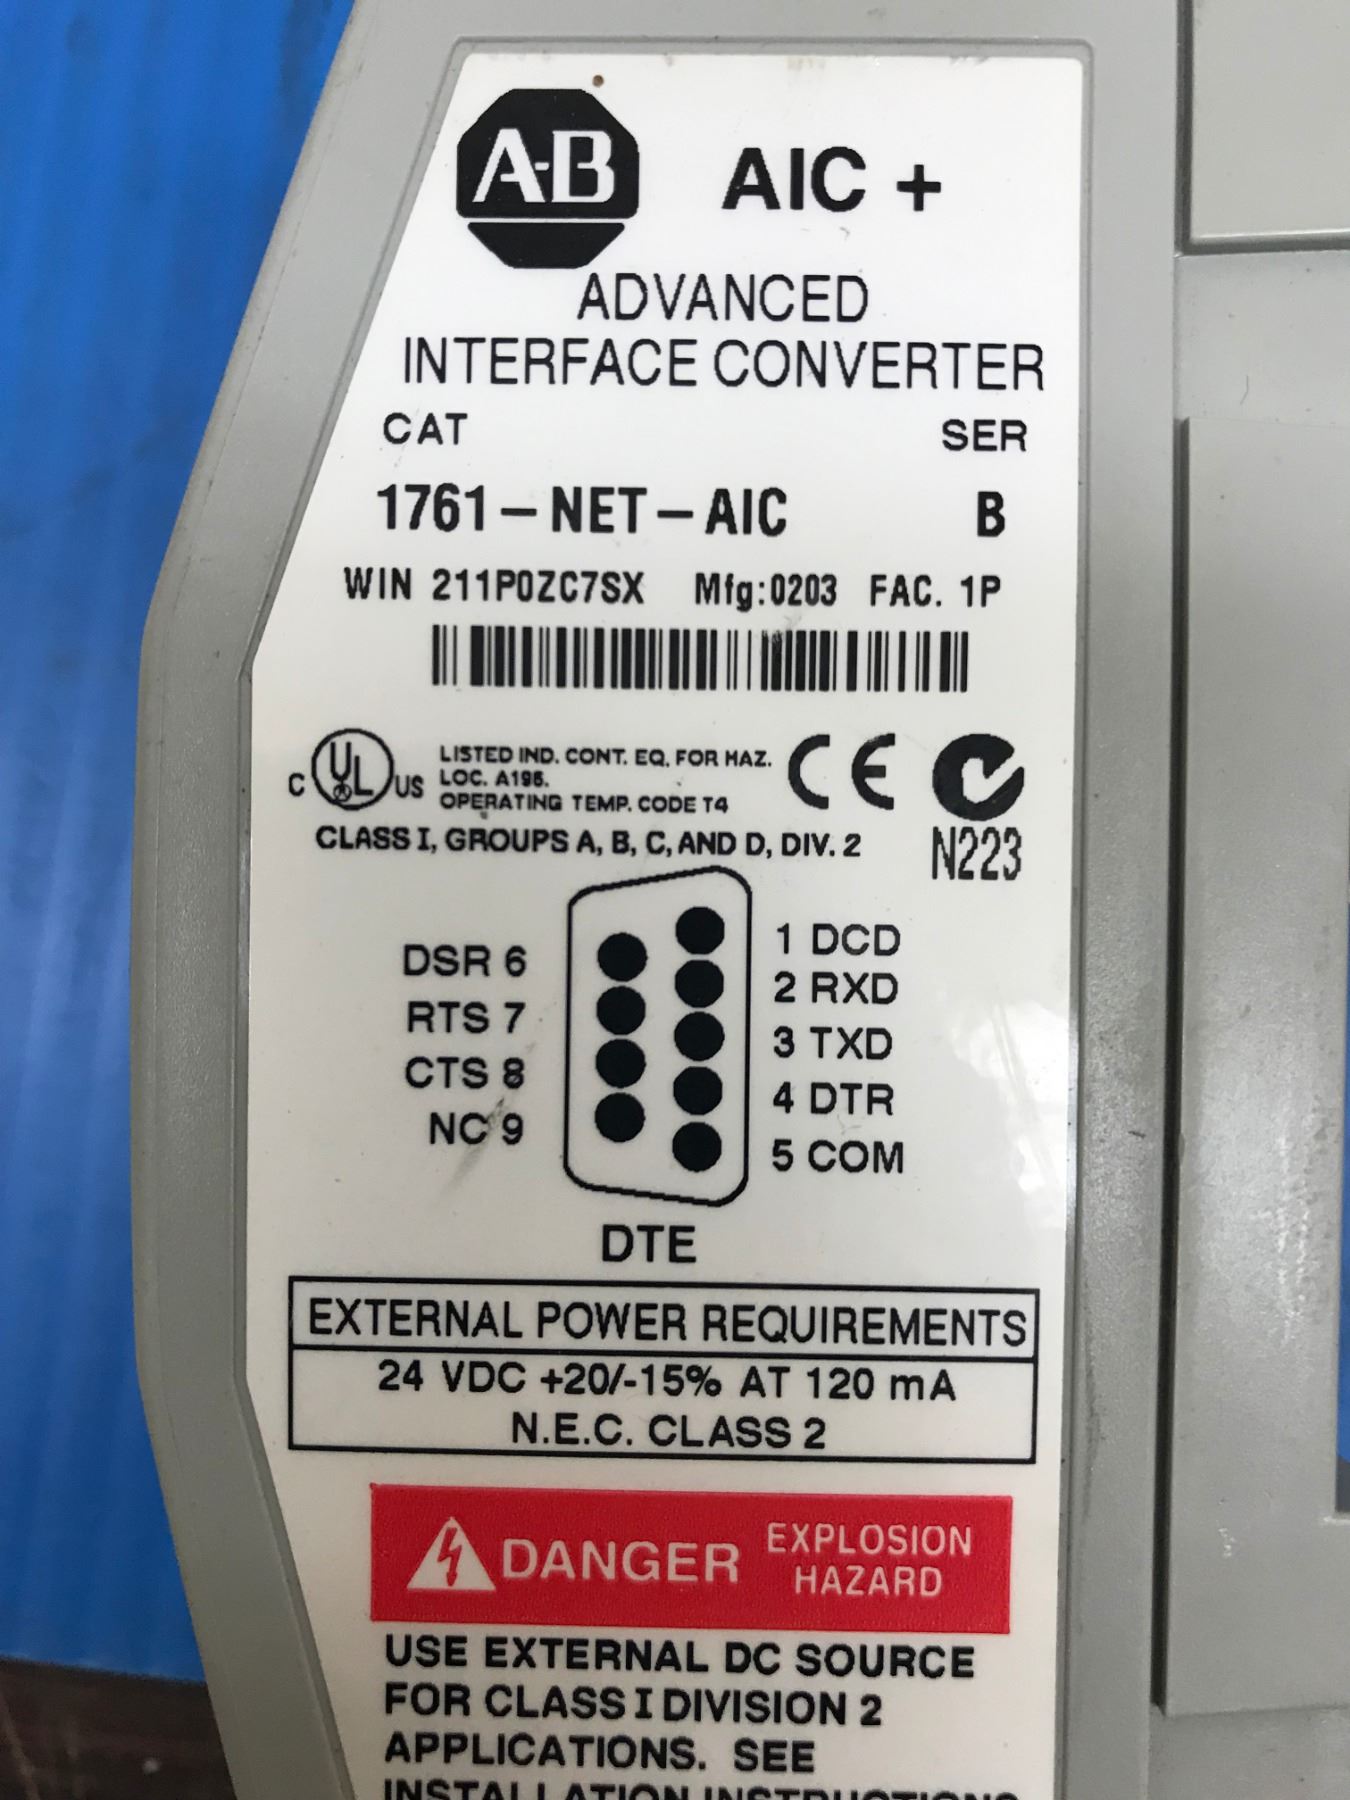 A-B AIC +
ADVANCED
INTERFACE CONVERTER
CAT SER
1761-NET-AIC B
WIN 211P0ZC7SX Mfg:0203 FAC. 1P
C UL US LISTED IND. CONT. EQ. FOR HAZ.
LOC. A196.
OPERATING TEMP. CODE T4
CE
CLASS I, GROUPS A, B, C, AND D, DIV. 2
N223
DSR 6
RTS 7
CTS 8
NC 9
1 DCD
2 RXD
3 TXD
4 DTR
5 COM
DTE
EXTERNAL POWER REQUIREMENTS
24 VDC +20/-15% AT 120 mA
N.E.C. CLASS 2
DANGER EXPLOSION
HAZARD
USE EXTERNAL DC SOURCE
FOR CLASS I DIVISION 2
APPLICATIONS. SEE
INSTALLATION INSTRUCTIONS